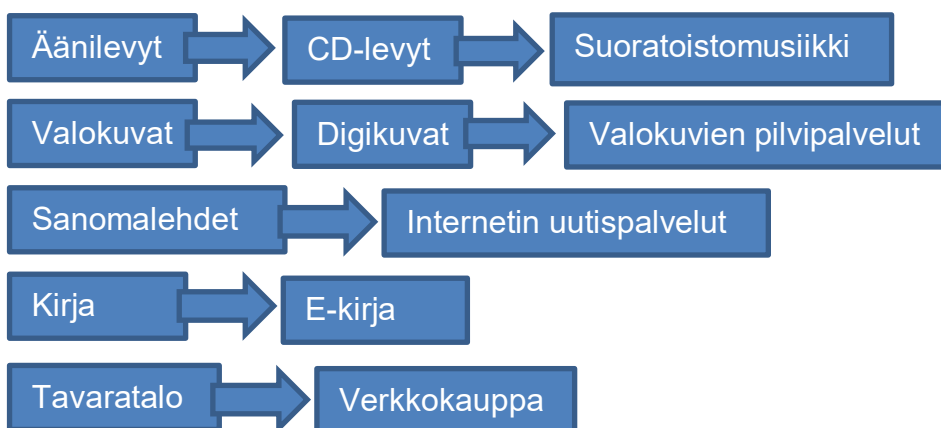 Äänilevyt CD-levyt Suoratoistomusiikki
Valokuvat Digikuvat Valokuvien pilvipalvelut
Sanomalehdet Internetin uutispalvelut
Kirja E-kirja
Tavaratalo Verkkokauppa